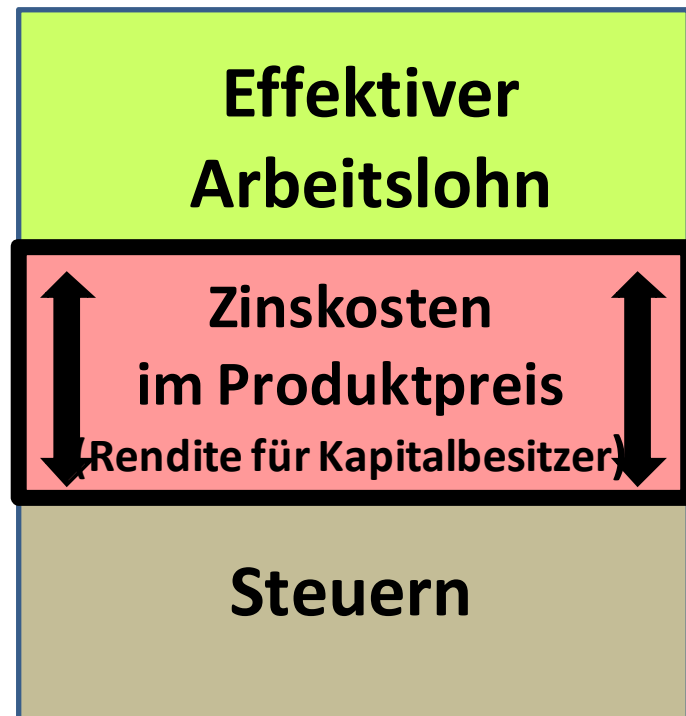 Effektiver
Arbeitslohn
Zinskosten
im Produktpreis
(Rendite für Kapitalbesitzer)
Steuern